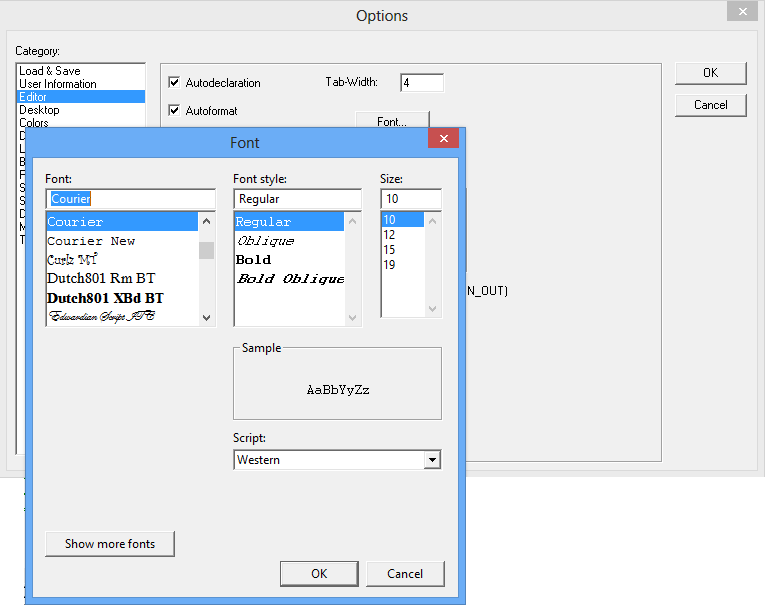 Options
Category:
Load & Save
User Information
Editor
Desktop
Colors
D
L
B
F
S
S
D
M
T
Autodeclaration
Tab-Width:
4
Autoformat
Font...
OK
Cancel
N_OUT)
Font
Font:
Courier
Courier
Courier New
Curlz MT
Dutch801 Rm BT
Dutch801 XBd BT
Edwardian Script ITC
Font style:
Regular
Regular
Oblique
Bold
Bold Oblique
Size:
10
10
12
15
19
Sample
AaBbYyZz
Script:
Western
Show more fonts
OK
Cancel